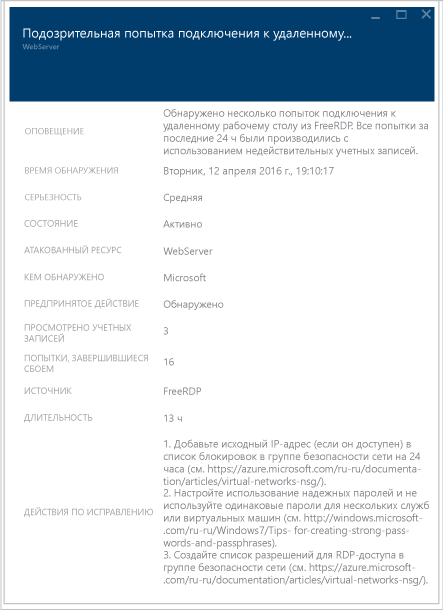 Подозрительная попытка подключения к удаленному...
WebServer
ОПОВЕЩЕНИЕ
Обнаружено несколько попыток подключения к
удаленному рабочему столу из FreeRDP. Все попытки за
последние 24 ч были производились с
использованием недействительных учетных записей.
ВРЕМЯ ОБНАРУЖЕНИЯ
Вторник, 12 апреля 2016 г., 19:10:17
СЕРЬЕЗНОСТЬ
Средняя
СОСТОЯНИЕ
Активно
АТАКОВАННЫЙ РЕСУРС
WebServer
КЕМ ОБНАРУЖЕНО
Microsoft
ПРЕДПРИНЯТОЕ ДЕЙСТВИЕ
Обнаружено
ПРОСМОТРЕНО УЧЕТНЫХ
ЗАПИСЕЙ
3
ПОПЫТКИ, ЗАВЕРШИВШИЕСЯ
СБОЕМ
16
ИСТОЧНИК
FreeRDP
ДЛИТЕЛЬНОСТЬ
13 ч
ДЕЙСТВИЯ ПО ИСПРАВЛЕНИЮ
1. Добавьте исходный IP-адрес (если он доступен) в
список блокировок в группе безопасности сети на 24
часа (см. https://azure.microsoft.com/ru-ru/documenta-
tion/articles/virtual-networks-nsg/).
2. Настройте использование надежных паролей и не
используйте одинаковые пароли для нескольких служб
или виртуальных машин (см. http://windows.microsoft-
.com/ru-ru/Windows7/Tips- for-creating-strong-pass-
words-and-passphrases).
3. Создайте список разрешений для RDP-доступа в
группе безопасности сети (см. https://azure.microsoft-
.com/ru-ru/documentation/articles/virtual-networks-nsg/).